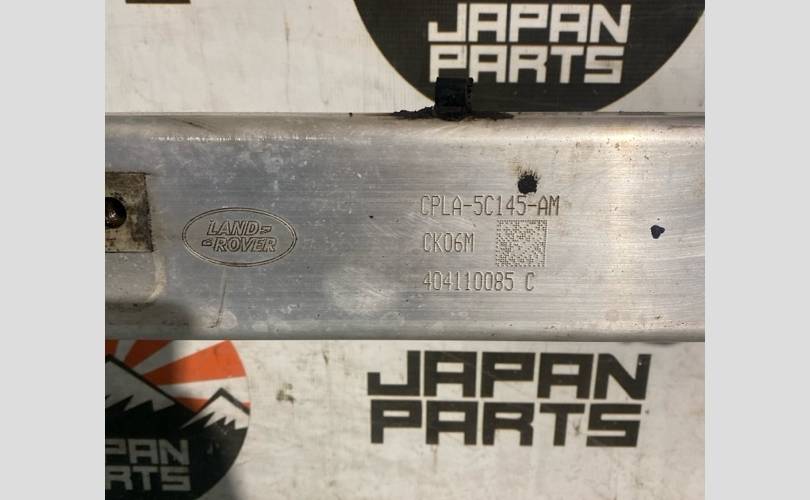 JAPAN
PARTS
LAND
ROVER
CPLA-5C145-AM
CK06M
404110085 C
JAPAN
PARTS
JAPAN
PARTS